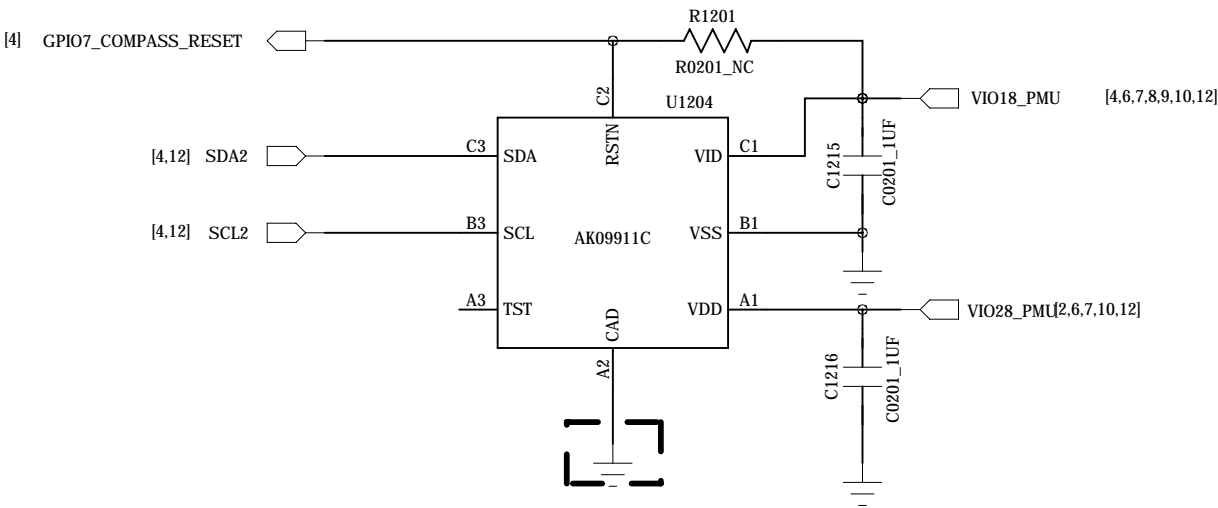 R1201
[4] GPIO7_COMPASS_RESET
R0201_NC
C2
U1204
VIO18_PMU [4,6,7,8,9,10,12]
RSTN
[4,12] SDA2
C3
SDA
VID
C1
C1215
C0201_1UF
[4,12] SCL2
B3
SCL
AK09911C
VSS
B1
A3
TST
CAD
VDD
A1
VIO28_PMU[2,6,7,10,12]
A2
C1216
C0201_1UF